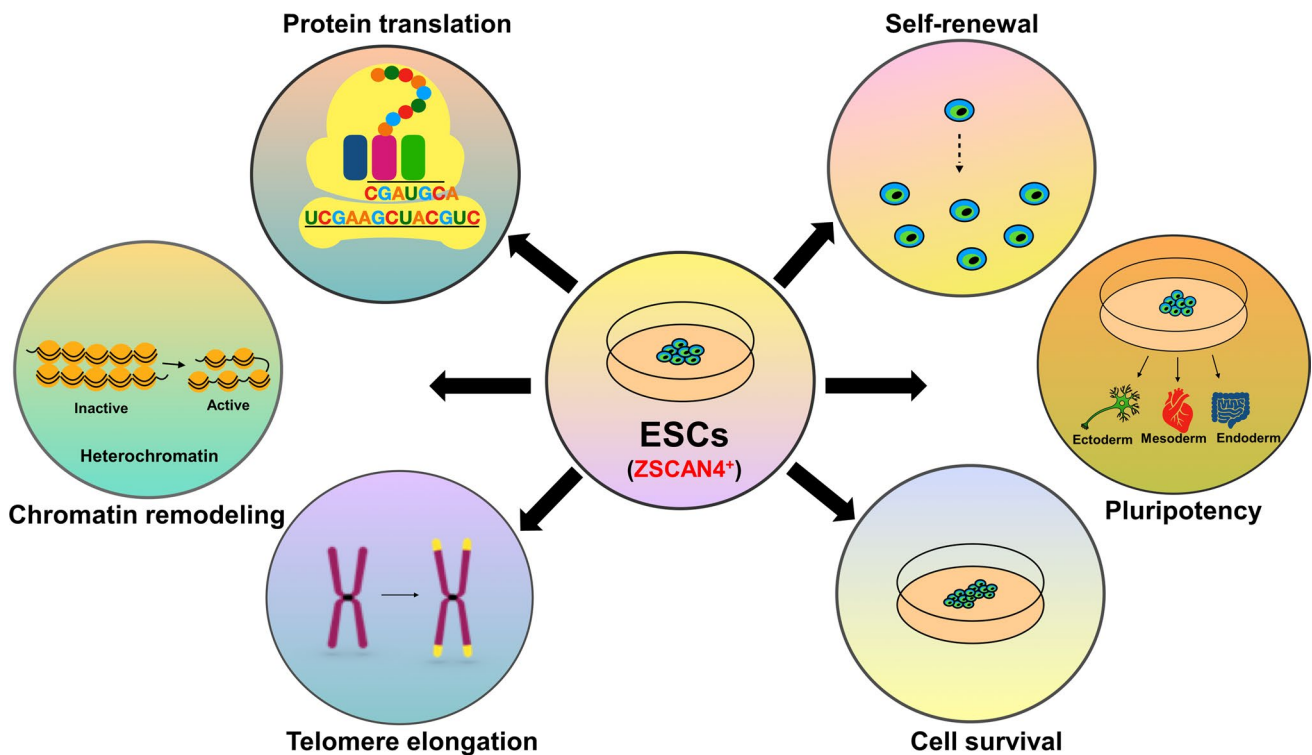 Protein translation
Self-renewal
CGAUGCA
UCGAAGCUACGUC
Inactive
Active
Heterochromatin
Chromatin remodeling
ESCs
(ZSCAN4⁺)
Ectoderm
Mesoderm
Endoderm
Pluripotency
Telomere elongation
Cell survival